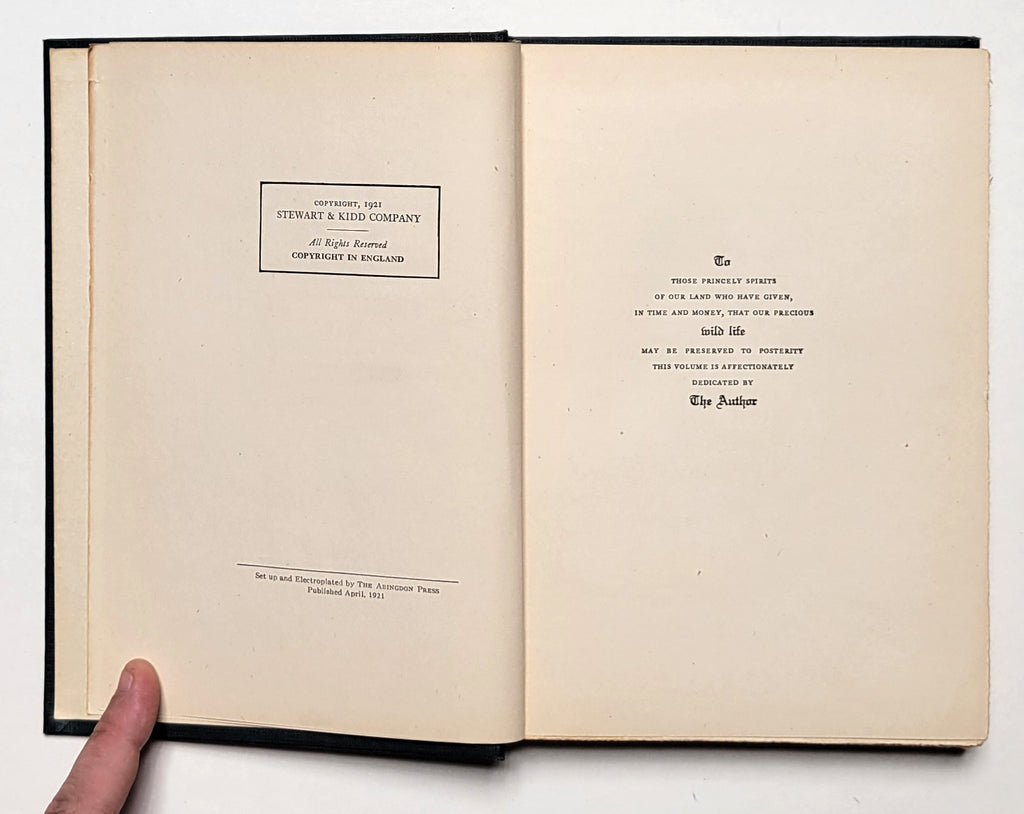 COPYRIGHT, 1921
STEWART & KIDD COMPANY
All Rights Reserved
COPYRIGHT IN ENGLAND
Set up and Electroplated by THE ABINGDON PRESS
Published April, 1921
To
THOSE PRINCELY SPIRITS
OF OUR LAND WHO HAVE GIVEN,
IN TIME AND MONEY, THAT OUR PRECIOUS
wild life
MAY BE PRESERVED TO POSTERITY
THIS VOLUME IS AFFECTIONATELY
DEDICATED BY
The Author